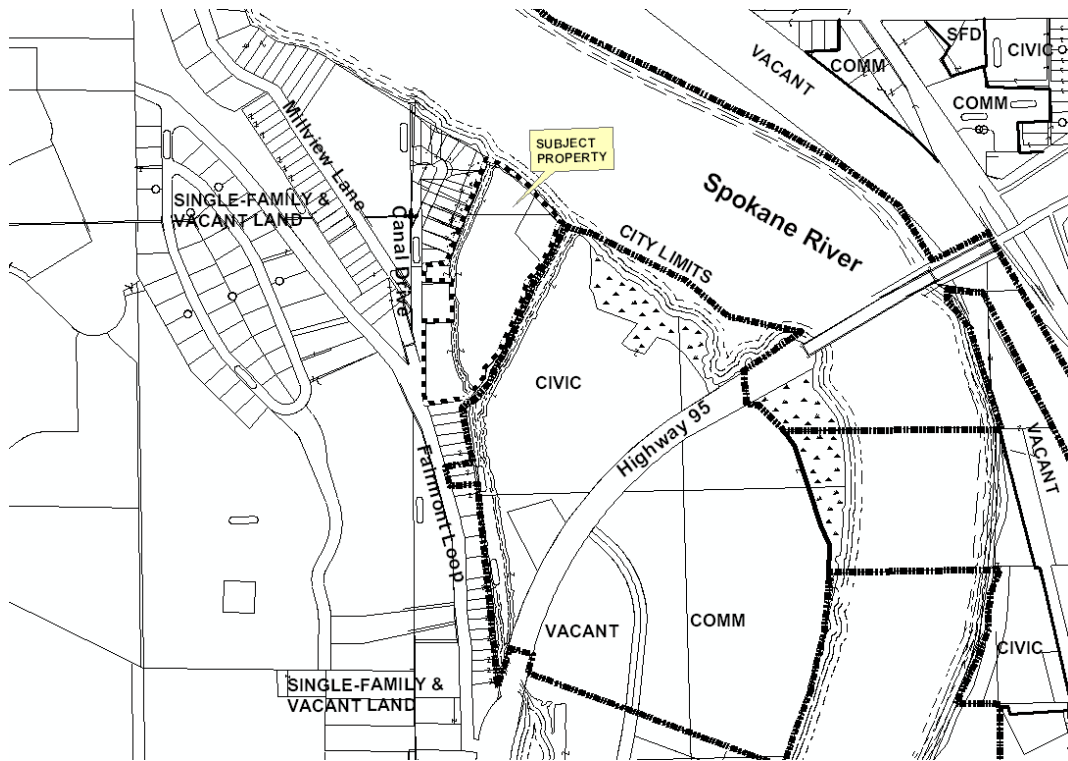 SFD
CIVIC
VACANT
COMM
COMM
Millview Lane
SUBJECT
PROPERTY
Spokane River
SINGLE-FAMILY &
VACANT LAND
Canal Drive
CITY LIMITS
CIVIC
Highway 95
VACANT
Fairmont Loop
VACANT
COMM
CIVIC
SINGLE-FAMILY &
VACANT LAND